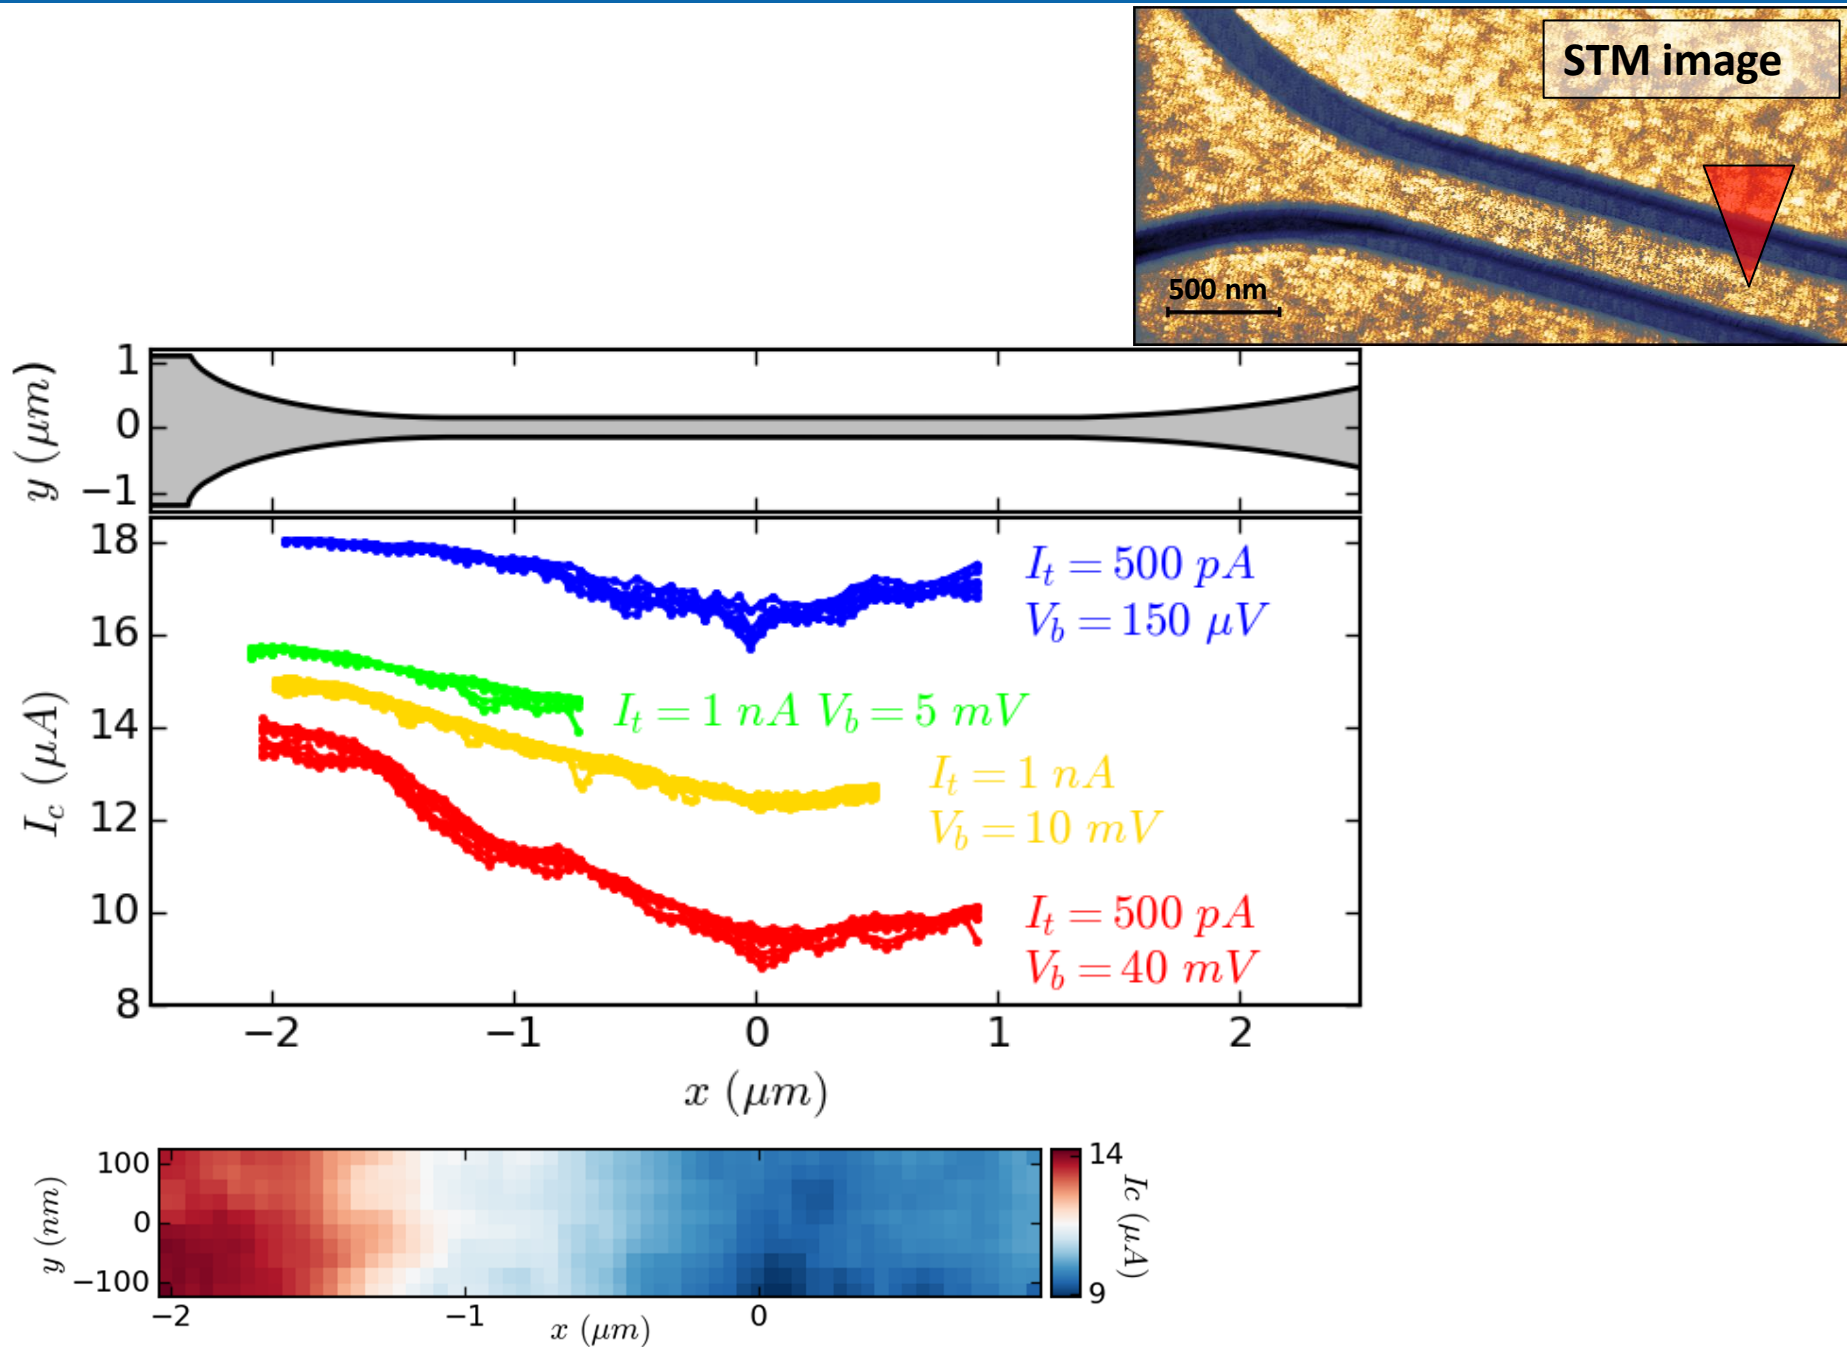 STM image
500 nm
y (μm)
1
0
−1
I_c (μA)
18
16
14
12
10
8
I_t = 500 pA
V_b = 150 μV
I_t = 1 nA V_b = 5 mV
I_t = 1 nA
V_b = 10 mV
I_t = 500 pA
V_b = 40 mV
−2 −1 0 1 2
x (μm)
y (nm)
100
0
−100
−2 −1 0
x (μm)
14
9
Ic (μA)